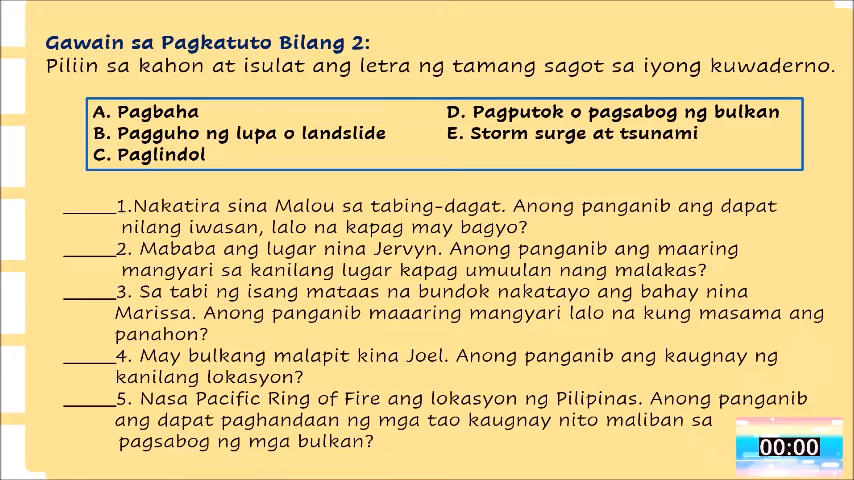 Gawain sa Pagkatuto Bilang 2:
Piliin sa kahon at isulat ang letra ng tamang sagot sa iyong kuwaderno.
A. Pagbaha
D. Pagputok o pagsabog ng bulkan
B. Pagguho ng lupa o landslide
E. Storm surge at tsunami
C. Paglindol
_____1.Nakatira sina Malou sa tabing-dagat. Anong panganib ang dapat
nilang iwasan, lalo na kapag may bagyo?
_____2. Mababa ang lugar nina Jervyn. Anong panganib ang maaring
mangyari sa kanilang lugar kapag umuulan nang malakas?
_____3. Sa tabi ng isang mataas na bundok nakatayo ang bahay nina
Marissa. Anong panganib maaaring mangyari lalo na kung masama ang
panahon?
_____4. May bulkang malapit kina Joel. Anong panganib ang kaugnay ng
kanilang lokasyon?
_____5. Nasa Pacific Ring of Fire ang lokasyon ng Pilipinas. Anong panganib
ang dapat paghandaan ng mga tao kaugnay nito maliban sa
pagsabog ng mga bulkan?
00:00